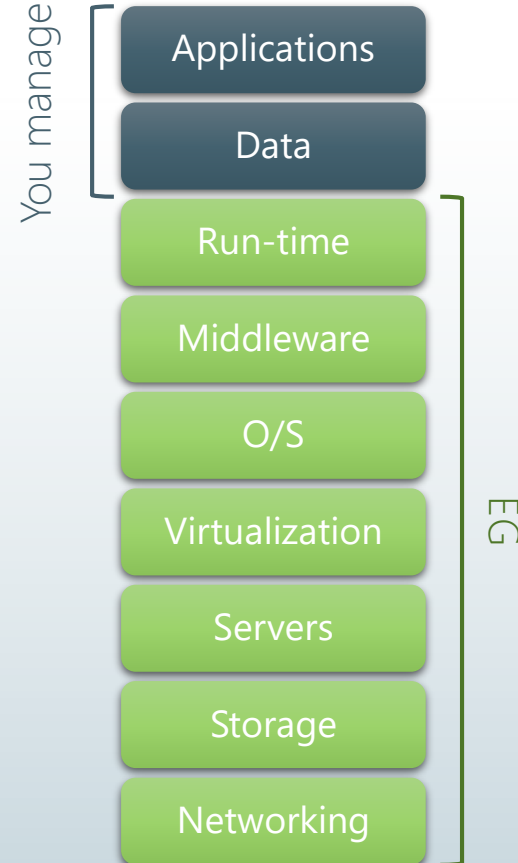 You manage
Applications
Data
Run-time
Middleware
O/S
Virtualization
Servers
Storage
Networking
EG